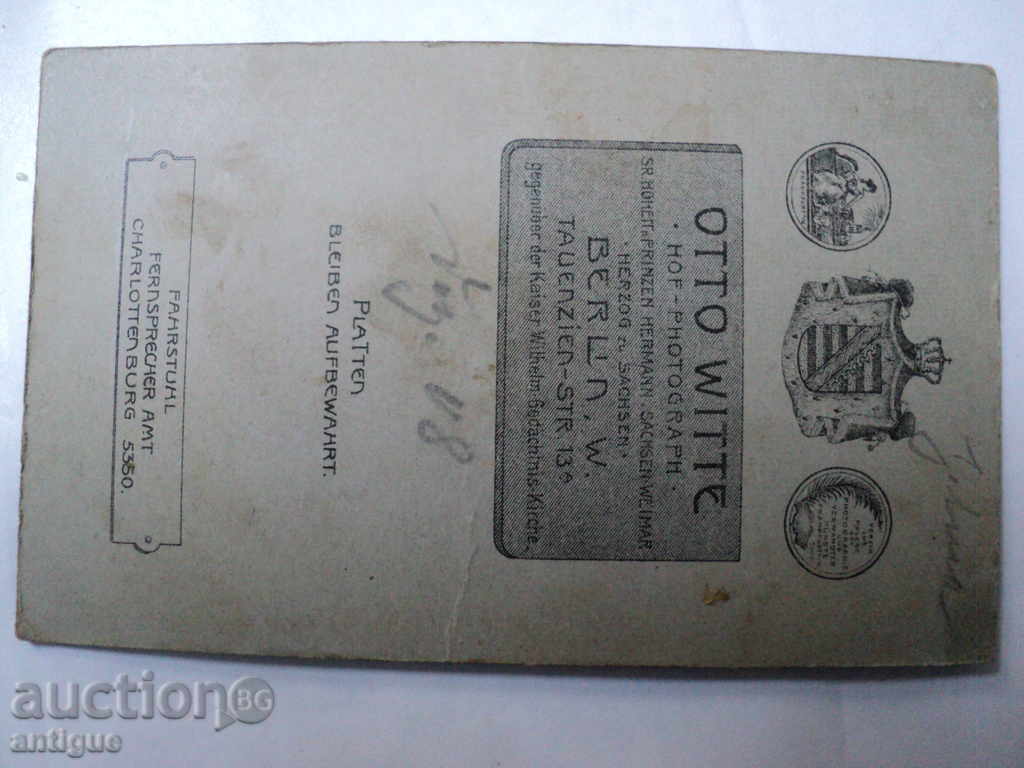 OTTO WITTE
· HOF-PHOTOGRAPH ·
SR. HOHEIT D. PRINZEN HERMANN SACHSEN-WEIMAR
· HERZOG ZU SACHSEN ·
BERLIN, W.
TAUENZIEN-STR. 13a
gegenüber der Kaiser Wilhelm-Gedächtnis-Kirche.
PLATTEN
BLEIBEN AUFBEWAHRT.
FAHRSTUHL
FERNSPRECHER AMT
CHARLOTTENBURG 5350.
auctionBG
antigue